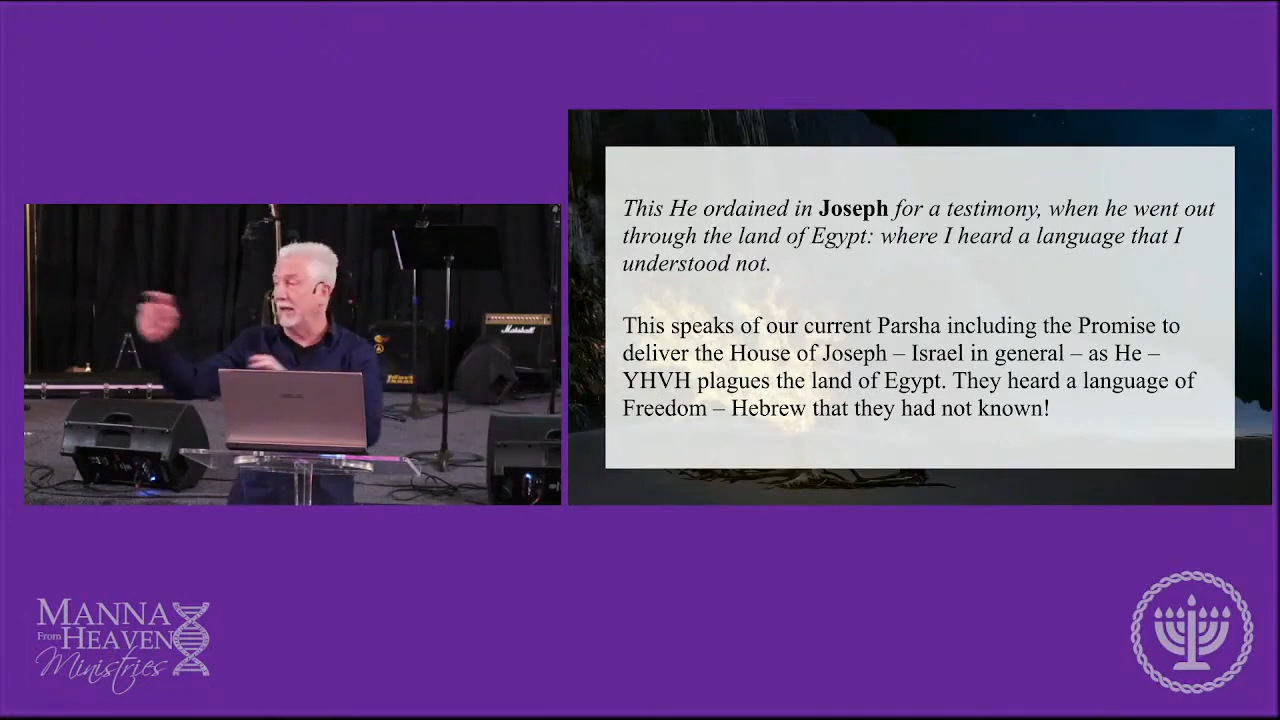 This He ordained in Joseph for a testimony, when he went out
through the land of Egypt: where I heard a language that I
understood not.
This speaks of our current Parsha including the Promise to
deliver the House of Joseph – Israel in general – as He –
YHVH plagues the land of Egypt. They heard a language of
Freedom – Hebrew that they had not known!
Marshall
MANNA
From
HEAVEN
Ministries